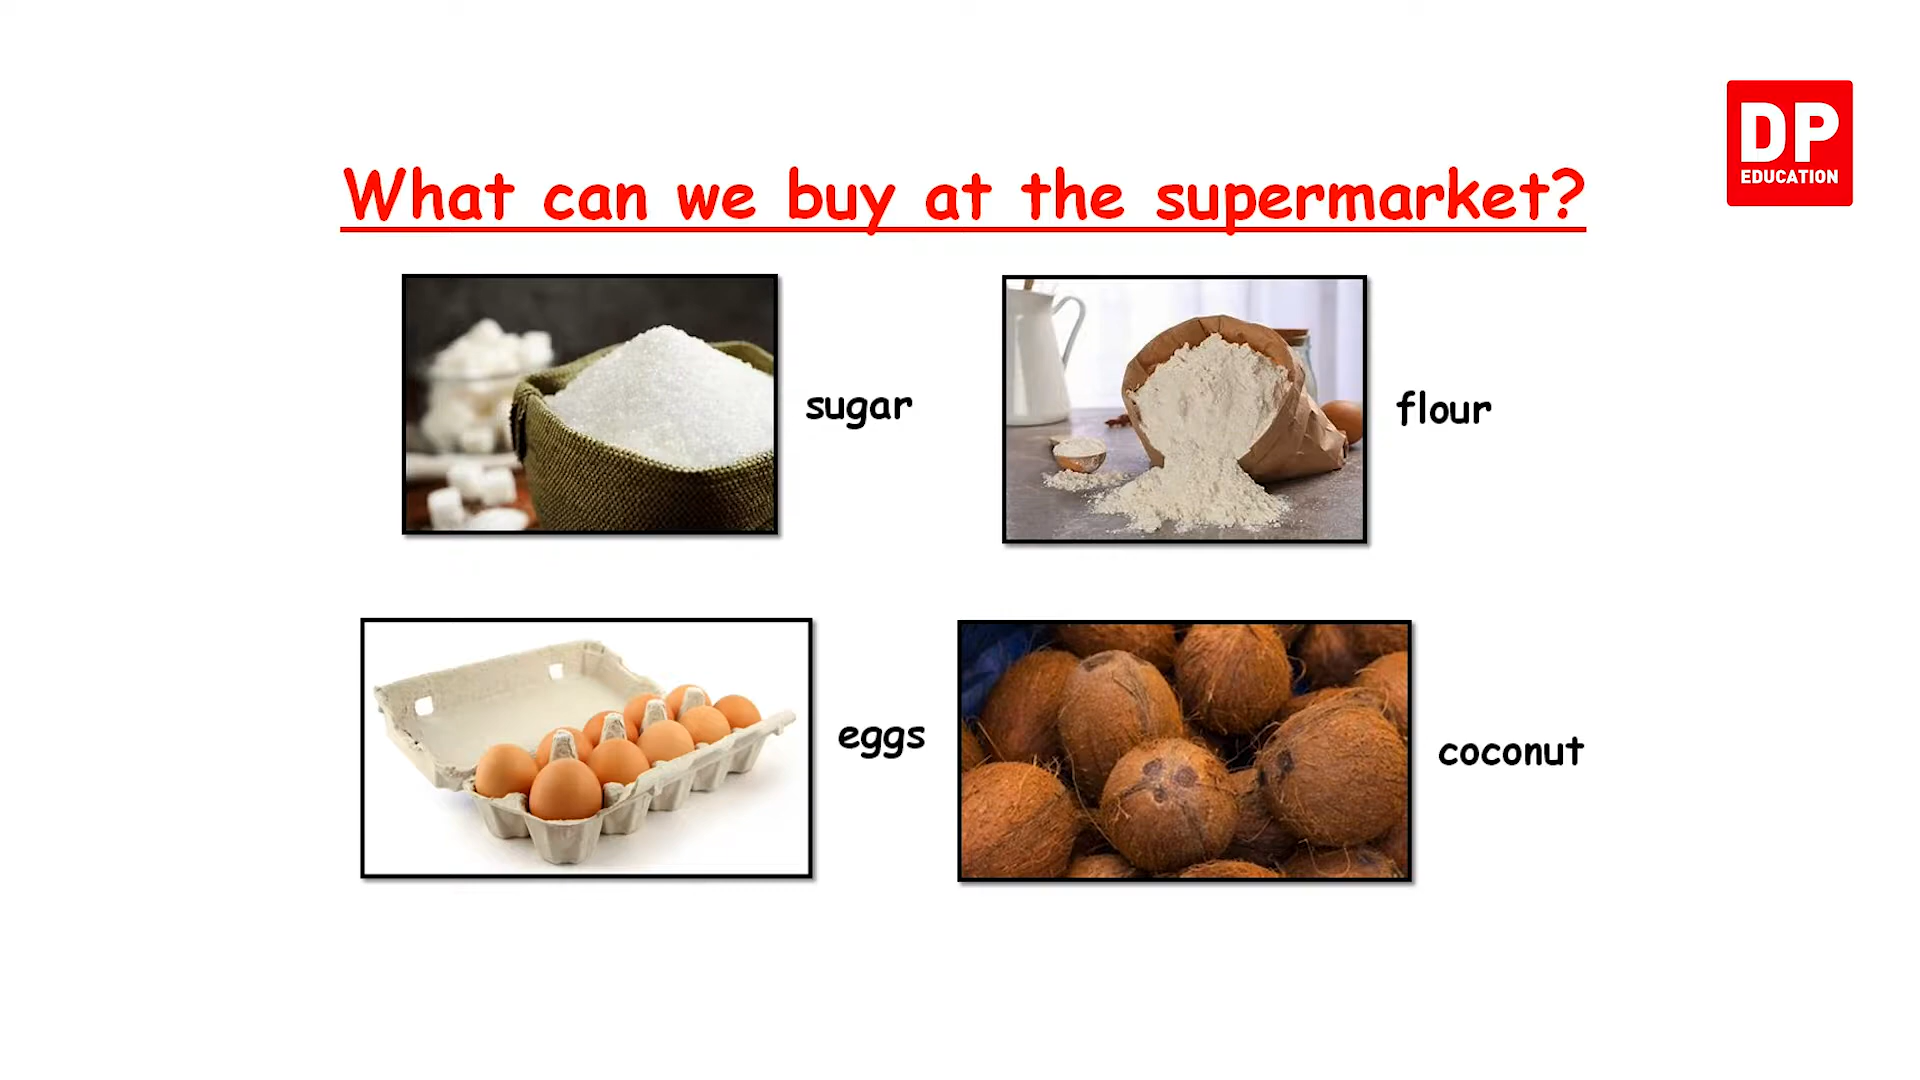 DP
EDUCATION
What can we buy at the supermarket?
sugar
flour
eggs
coconut